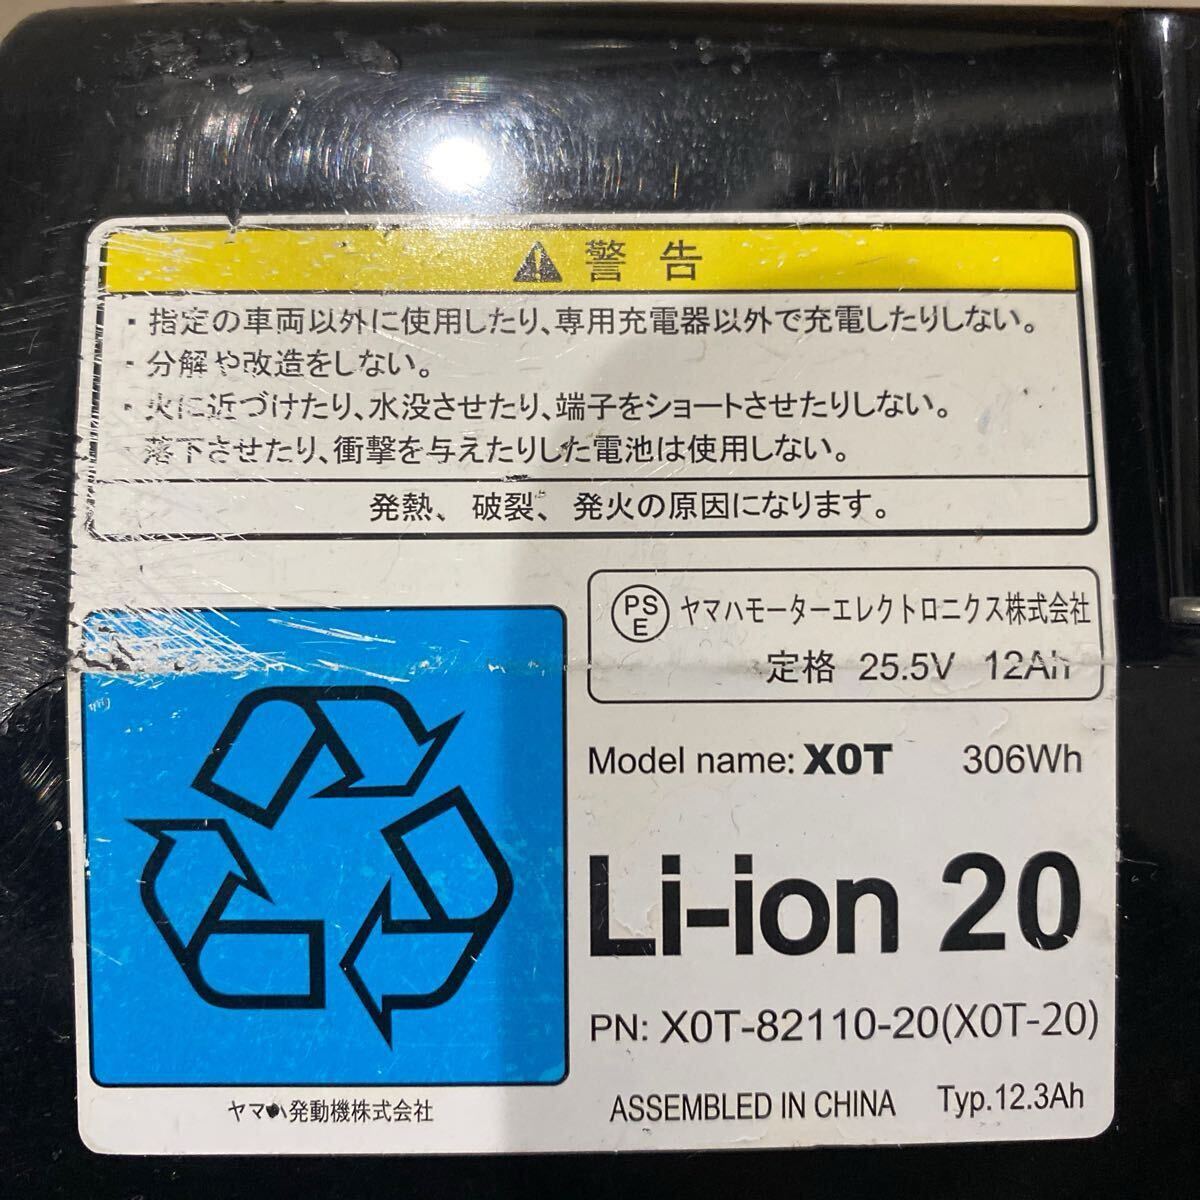 警告
・指定の車両以外に使用したり、専用充電器以外で充電したりしない。
・分解や改造をしない。
・火に近づけたり、水没させたり、端子をショートさせたりしない。
・落下させたり、衝撃を与えたりした電池は使用しない。
発熱、破裂、発火の原因になります。
PSE ヤマハモーターエレクトロニクス株式会社
定格 25.5V 12Ah
Model name: X0T 306Wh
Li-ion 20
PN: X0T-82110-20(X0T-20)
ASSEMBLED IN CHINA Typ.12.3Ah
ヤマハ発動機株式会社